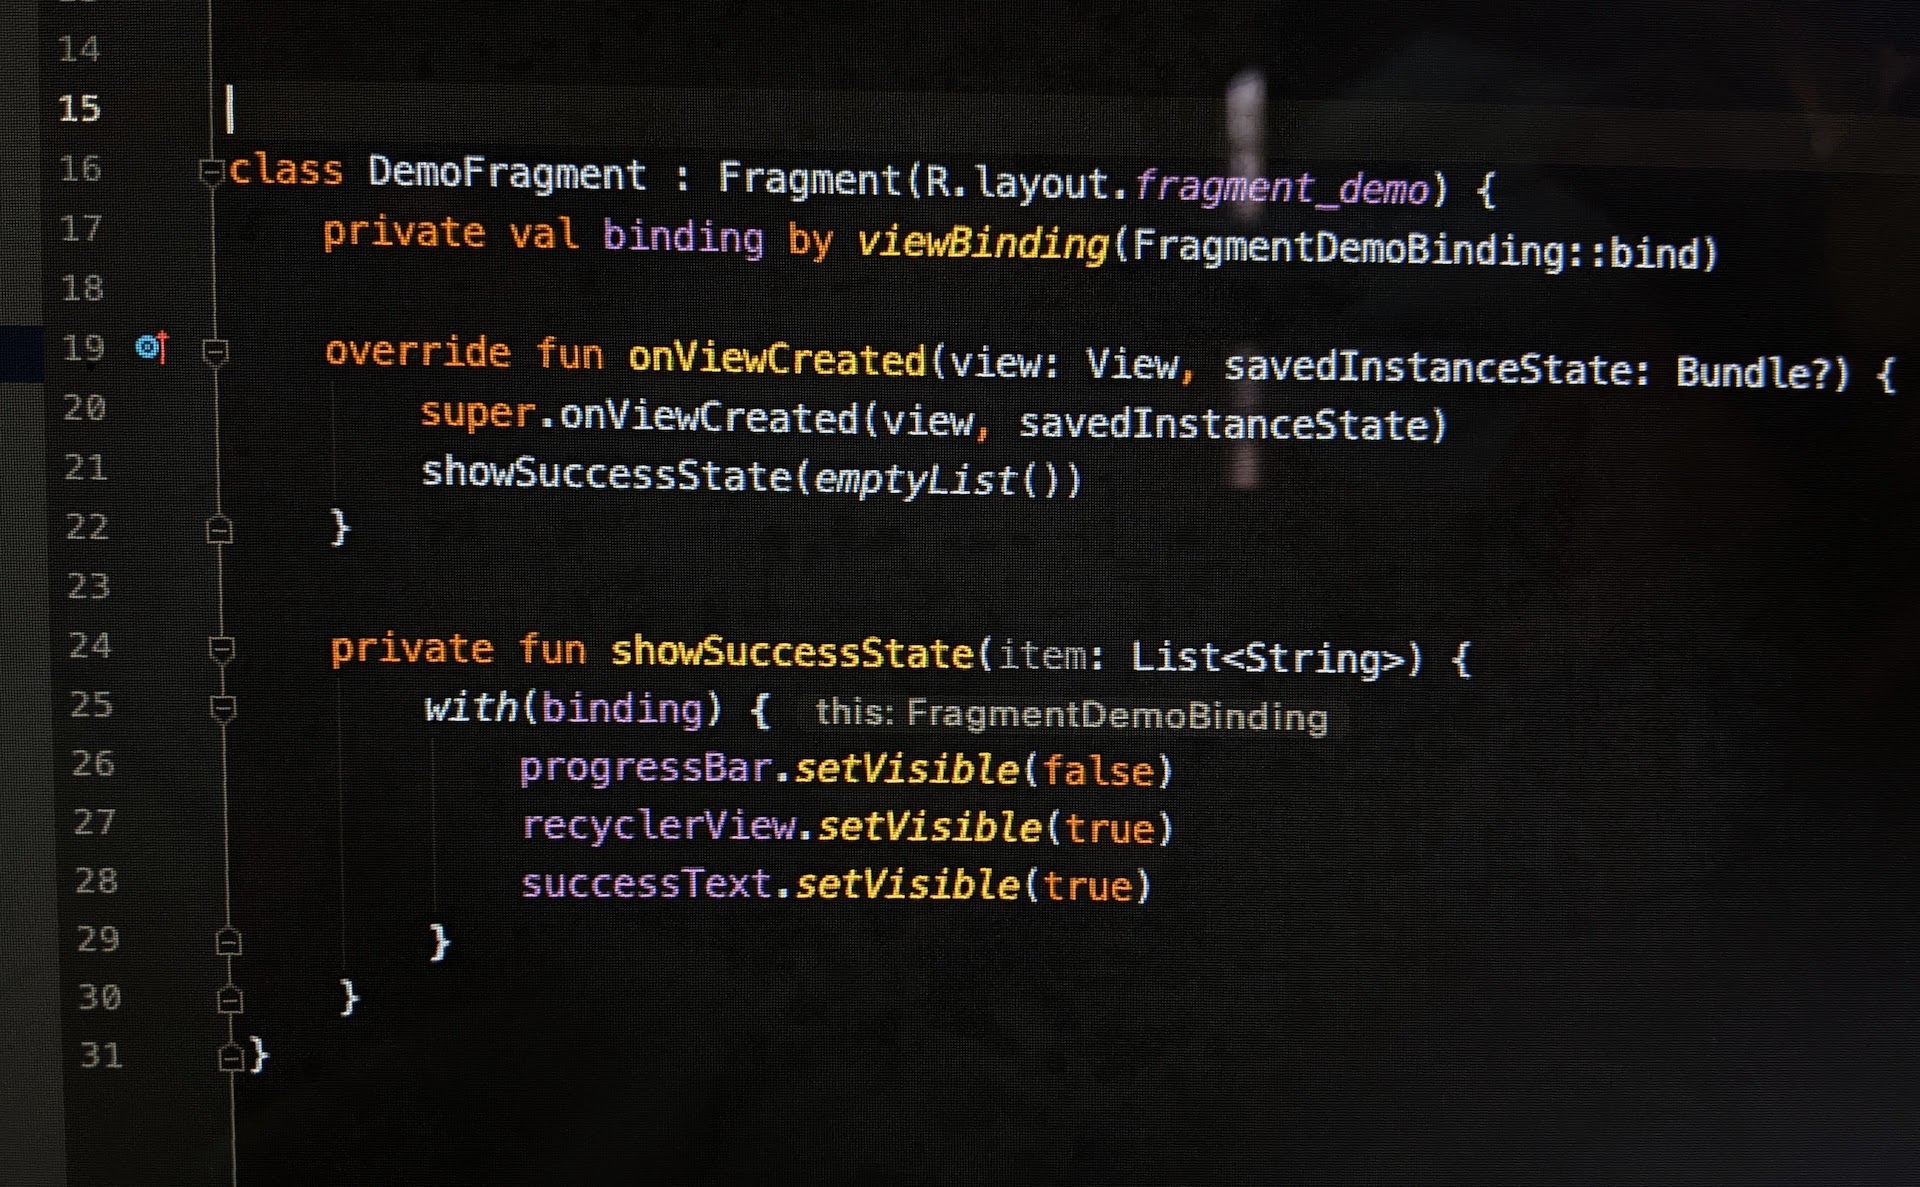 14
15
16 class DemoFragment : Fragment(R.layout.fragment_demo) {
17 private val binding by viewBinding(FragmentDemoBinding::bind)
18
19 override fun onViewCreated(view: View, savedInstanceState: Bundle?) {
20 super.onViewCreated(view, savedInstanceState)
21 showSuccessState(emptyList())
22 }
23
24 private fun showSuccessState(item: List<String>) {
25 with(binding) { this: FragmentDemoBinding
26 progressBar.setVisible(false)
27 recyclerView.setVisible(true)
28 successText.setVisible(true)
29 }
30 }
31 }